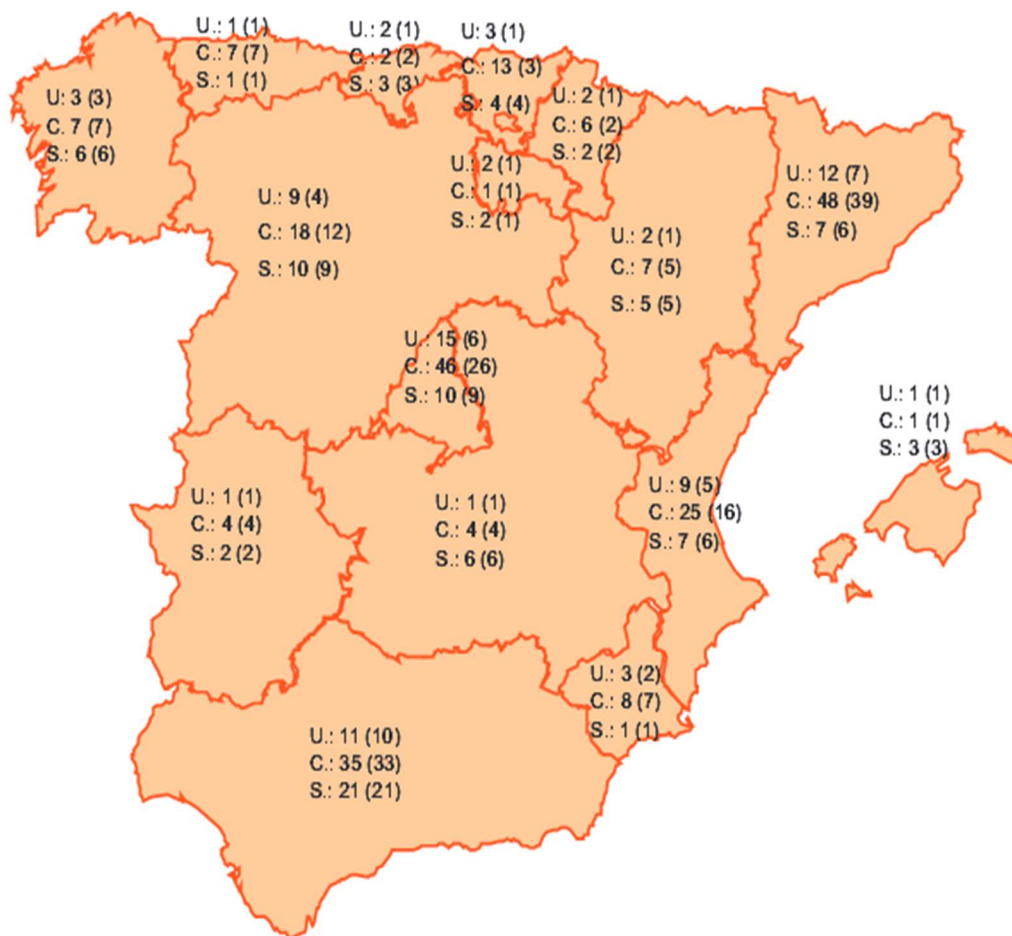 U.: 1 (1)
C.: 7 (7)
S.: 1 (1)
U.: 2 (1)
C.: 2 (2)
S.: 3 (3)
U: 3 (1)
C.: 13 (3)
S.: 4 (4)
U: 3 (3)
C. 7 (7)
S.: 6 (6)
U.: 2 (1)
C.: 6 (2)
S.: 2 (2)
U.: 2 (1)
C.: 1 (1)
S.: 2 (1)
U.: 12 (7)
C.: 48 (39)
S.: 7 (6)
U.: 9 (4)
C.: 18 (12)
S.: 10 (9)
U.: 2 (1)
C.: 7 (5)
S.: 5 (5)
U.: 15 (6)
C.: 46 (26)
S.: 10 (9)
U.: 1 (1)
C.: 1 (1)
S.: 3 (3)
U.: 1 (1)
C.: 4 (4)
S.: 2 (2)
U.: 1 (1)
C.: 4 (4)
S.: 6 (6)
U.: 9 (5)
C.: 25 (16)
S.: 7 (6)
U.: 3 (2)
C.: 8 (7)
S.: 1 (1)
U.: 11 (10)
C.: 35 (33)
S.: 21 (21)